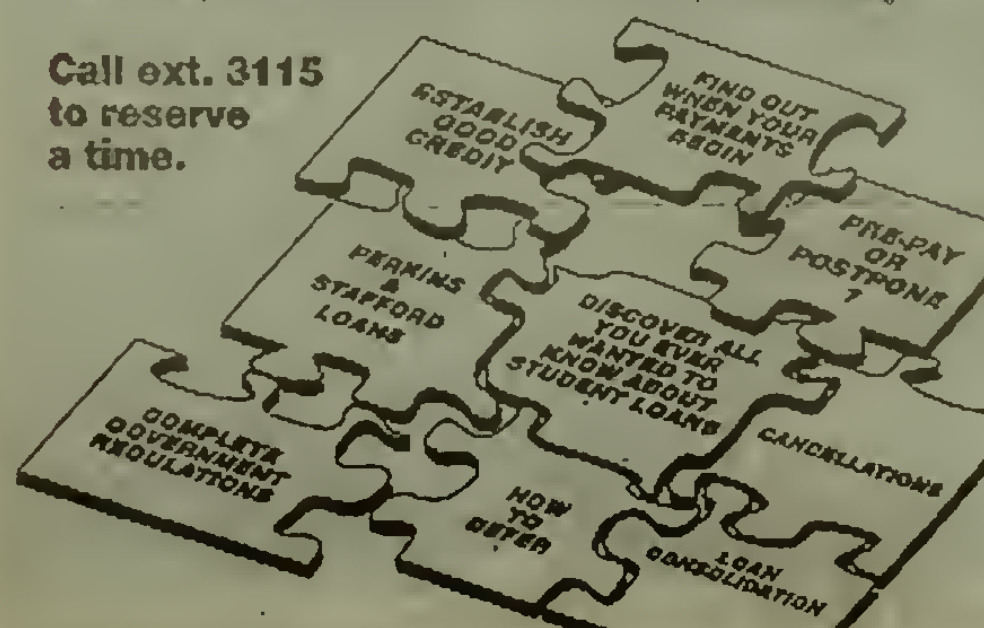 Call ext. 3115
to reserve
a time.
ESTABLISH
GOOD
CREDIT
FIND OUT
WHEN YOUR
PAYMNTS
BEGIN
PRE-PAY
OR
POSTPONE
?
PERKINS
&
STAFFORD
LOANS
DISCOVER ALL
YOU EVER
WANTED TO
KNOW ABOUT
STUDENT LOANS
CANCELLATIONS
COMPLETE
GOVERNMENT
REGULATIONS
HOW
TO
DEFER
LOAN
CONSOLIDATION